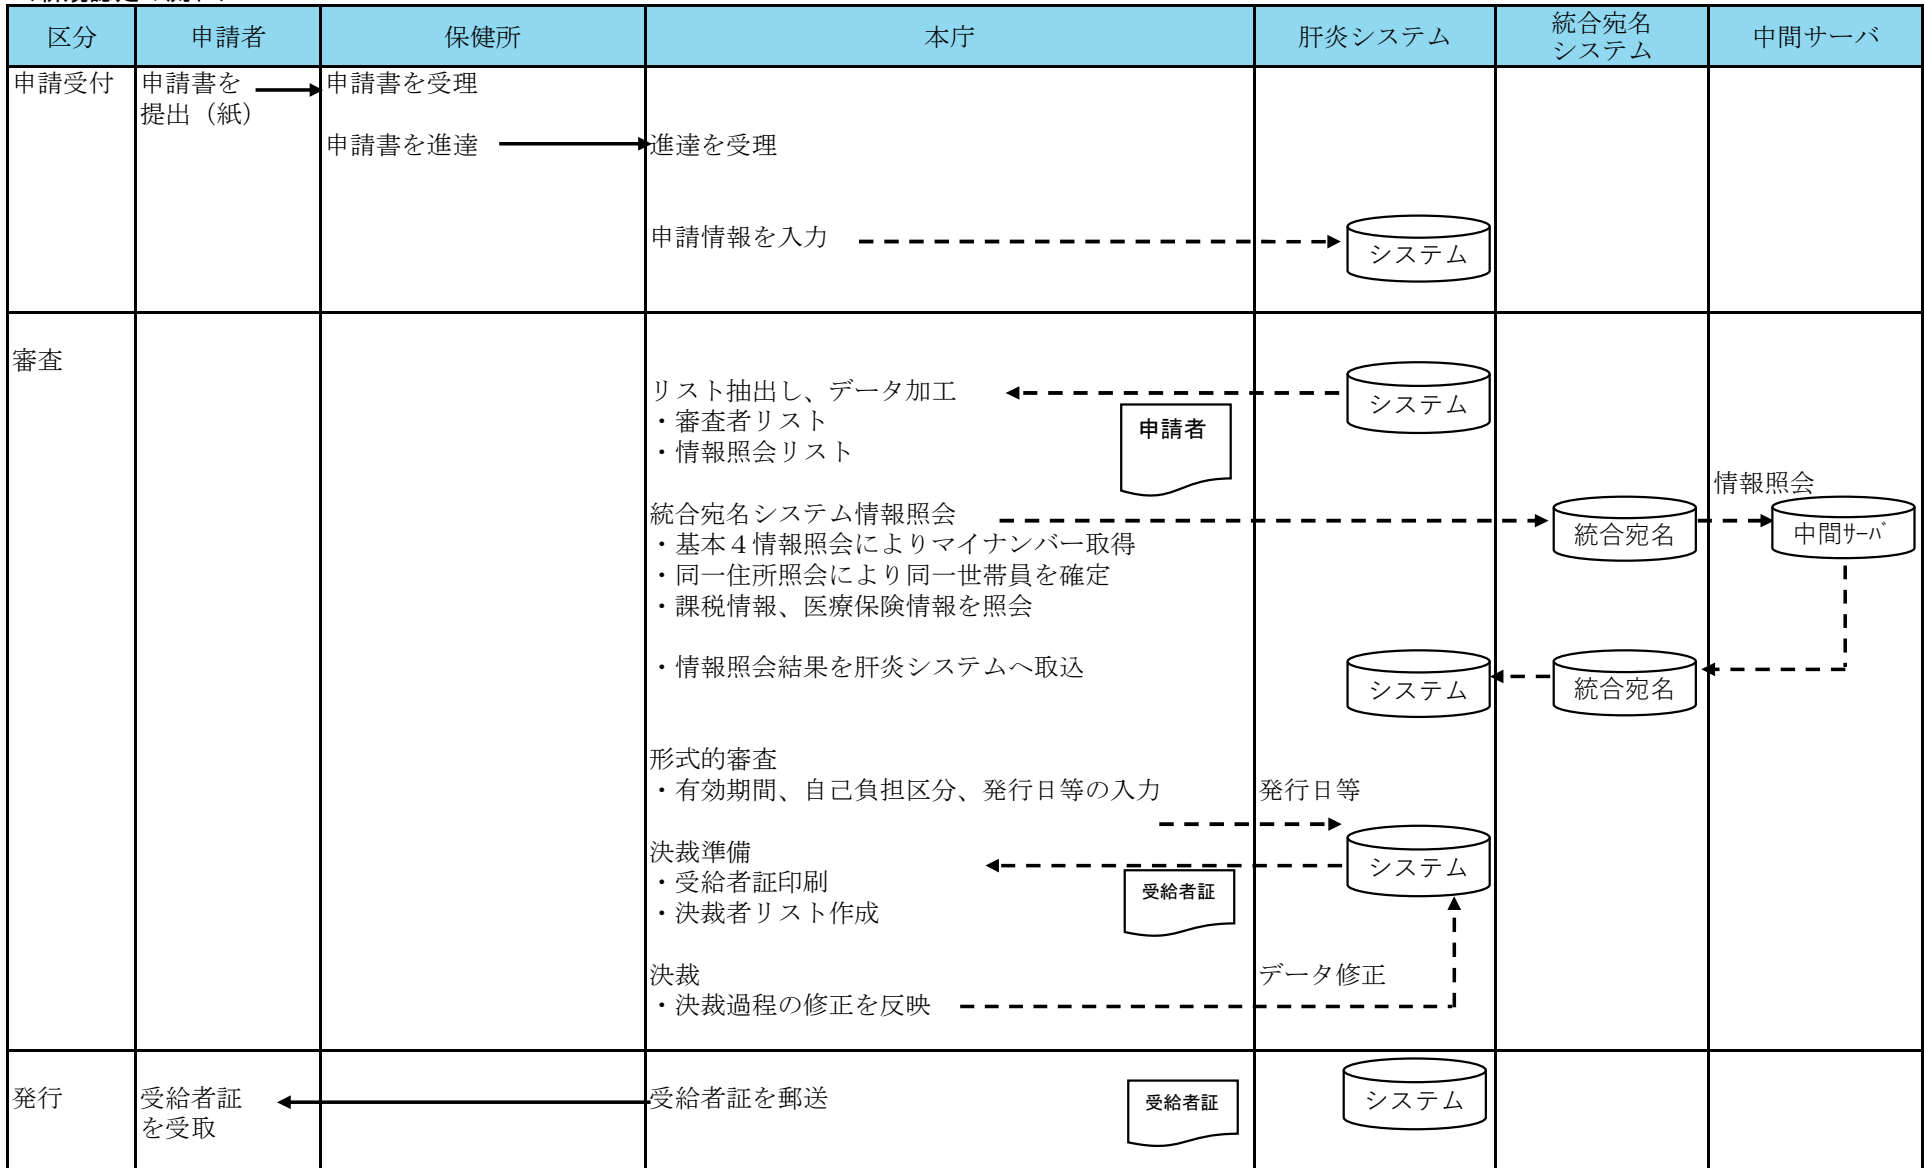 区分
申請者
保健所
本庁
肝炎システム
統合宛名
システム
中間サーバ
申請受付
申請書を
提出（紙）
申請書を受理
申請書を進達
進達を受理
申請情報を入力
システム
審査
リスト抽出し、データ加工
・審査者リスト
・情報照会リスト
申請者
システム
情報照会
統合宛名システム情報照会
・基本４情報照会によりマイナンバー取得
・同一住所照会により同一世帯員を確定
・課税情報、医療保険情報を照会
統合宛名
中間ｻｰﾊﾞ
・情報照会結果を肝炎システムへ取込
システム
統合宛名
形式的審査
・有効期間、自己負担区分、発行日等の入力
発行日等
決裁準備
・受給者証印刷
・決裁者リスト作成
受給者証
システム
決裁
・決裁過程の修正を反映
データ修正
発行
受給者証
を受取
受給者証を郵送
受給者証
システム